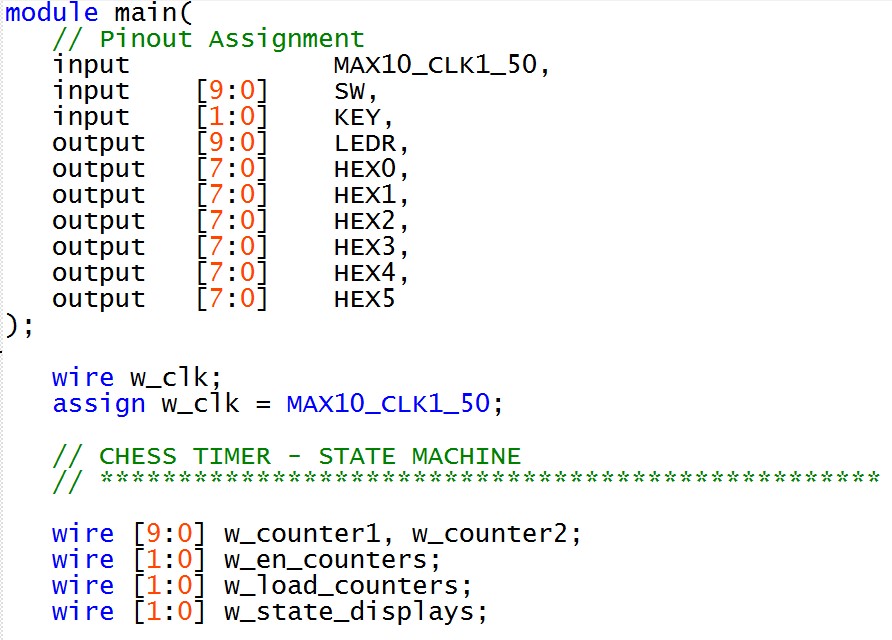 module main(
// Pinout Assignment
input MAX10_CLK1_50,
input [9:0] SW,
input [1:0] KEY,
output [9:0] LEDR,
output [7:0] HEX0,
output [7:0] HEX1,
output [7:0] HEX2,
output [7:0] HEX3,
output [7:0] HEX4,
output [7:0] HEX5
);
wire w_clk;
assign w_clk = MAX10_CLK1_50;
// CHESS TIMER - STATE MACHINE
// **************************************************
wire [9:0] w_counter1, w_counter2;
wire [1:0] w_en_counters;
wire [1:0] w_load_counters;
wire [1:0] w_state_displays;